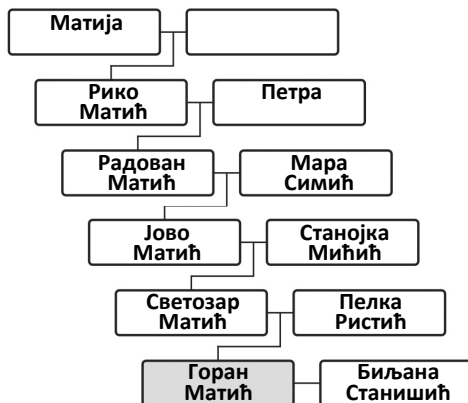 Матија
Рико
Матић
Петра
Радован
Матић
Мара
Симић
Јово
Матић
Станојка
Мићић
Светозар
Матић
Пелка
Ристић
Горан
Матић
Биљана
Станишић